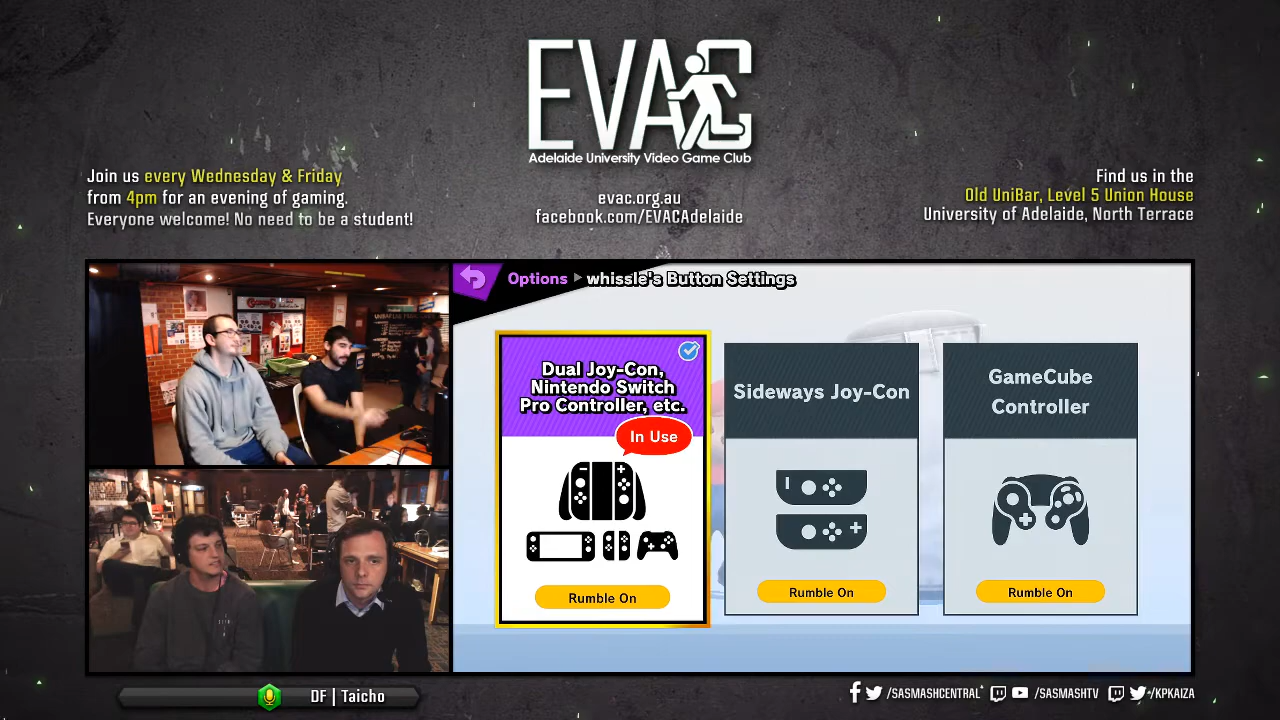 EVAC
Adelaide University Video Game Club
Join us every Wednesday & Friday
from 4pm for an evening of gaming.
Everyone welcome! No need to be a student!
evac.org.au
facebook.com/EVACAdelaide
Find us in the
Old UniBar, Level 5 Union House
University of Adelaide, North Terrace
Options ▶ whissle's Button Settings
Dual Joy-Con,
Nintendo Switch
Pro Controller, etc.
In Use
Rumble On
Sideways Joy-Con
Rumble On
GameCube
Controller
Rumble On
DF | Taicho
/SASMASHCENTRAL
/SASMASHTV
/KPKAIZA